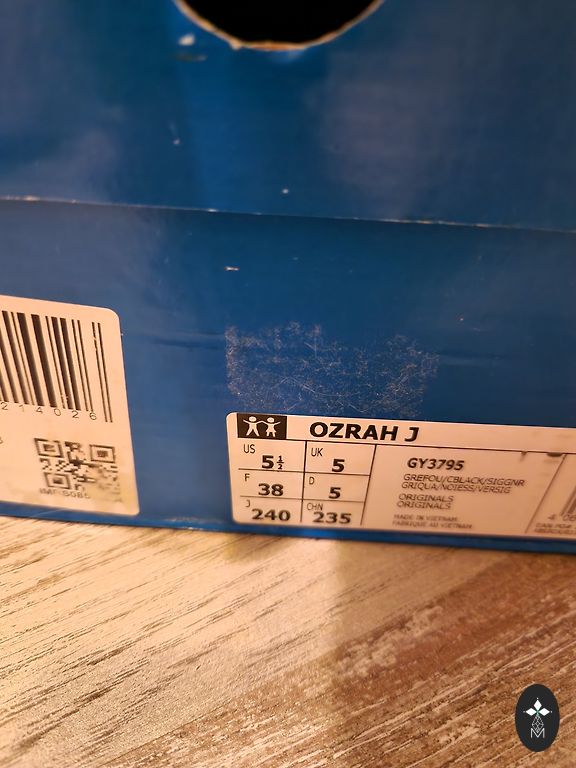 214026
OZRAH J
US 5½ UK 5
F 38 D 5
J 240 CHN 235
GY3795
GREFOU/CBLACK/SIGGNR
GRIQUA/NOIESS/VERSIG
ORIGINALS
ORIGINALS
MADE IN VIETNAM
FABRIQUE AU VIETNAM
M